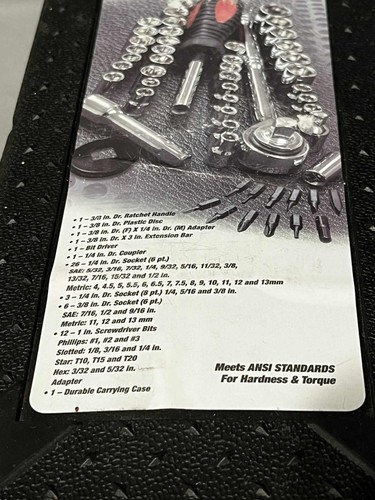 • 1 – 3/3 in. Dr. Ratchet Handle
• 1 – 3/8 in. Dr. Plastic Disc
• 1 – 3/8 in. Dr. (F) X 1/4 in. Dr. (M) Adapter
• 1 – 3/8 in. Dr. X 3 in. Extension Bar
• 1 – Bit Driver
• 1 – 1/4 in. Dr. Coupler
• 26 – 1/4 in. Dr. Socket (6 pt.)
SAE: 5/32, 3/16, 7/32, 1/4, 9/32, 5/16, 11/32, 3/8,
13/32, 7/16, 15/32 and 1/2 in.
Metric: 4, 4.5, 5, 5.5, 6, 6.5, 7, 7.5, 8, 9, 10, 11, 12 and 13mm
• 3 – 1/4 in. Dr. Socket (8 pt.) 1/4, 5/16 and 3/8 in.
• 6 – 3/8 in. Dr. Socket (6 pt.)
SAE: 7/16, 1/2 and 9/16 in.
Metric: 11, 12 and 13 mm
• 12 – 1 in. Screwdriver Bits
Phillips: #1, #2 and #3
Slotted: 1/8, 3/16 and 1/4 in.
Star: T10, T15 and T20
Hex: 3/32 and 5/32 in.
Adapter
• 1 – Durable Carrying Case
Meets ANSI STANDARDS
For Hardness & Torque